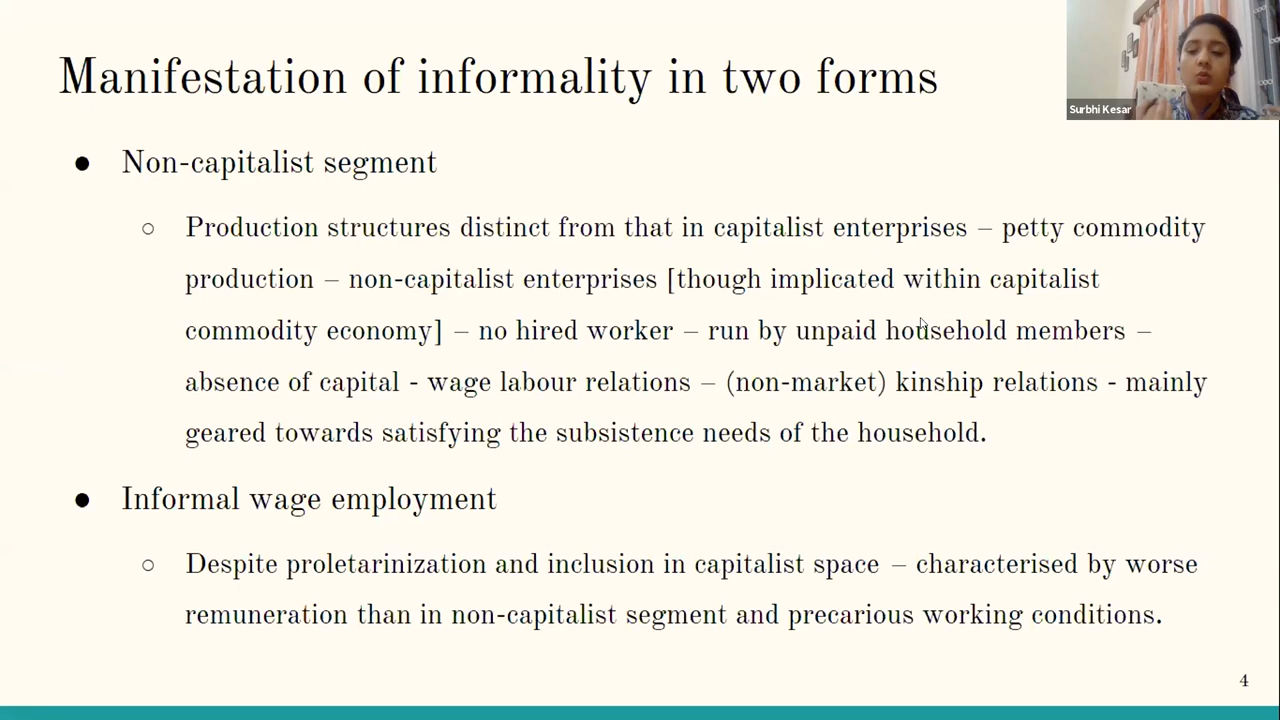 Manifestation of informality in two forms
Surbhi Kesar
● Non-capitalist segment
○ Production structures distinct from that in capitalist enterprises – petty commodity
production – non-capitalist enterprises [though implicated within capitalist
commodity economy] – no hired worker – run by unpaid household members –
absence of capital - wage labour relations – (non-market) kinship relations - mainly
geared towards satisfying the subsistence needs of the household.
● Informal wage employment
○ Despite proletarinization and inclusion in capitalist space – characterised by worse
remuneration than in non-capitalist segment and precarious working conditions.
4